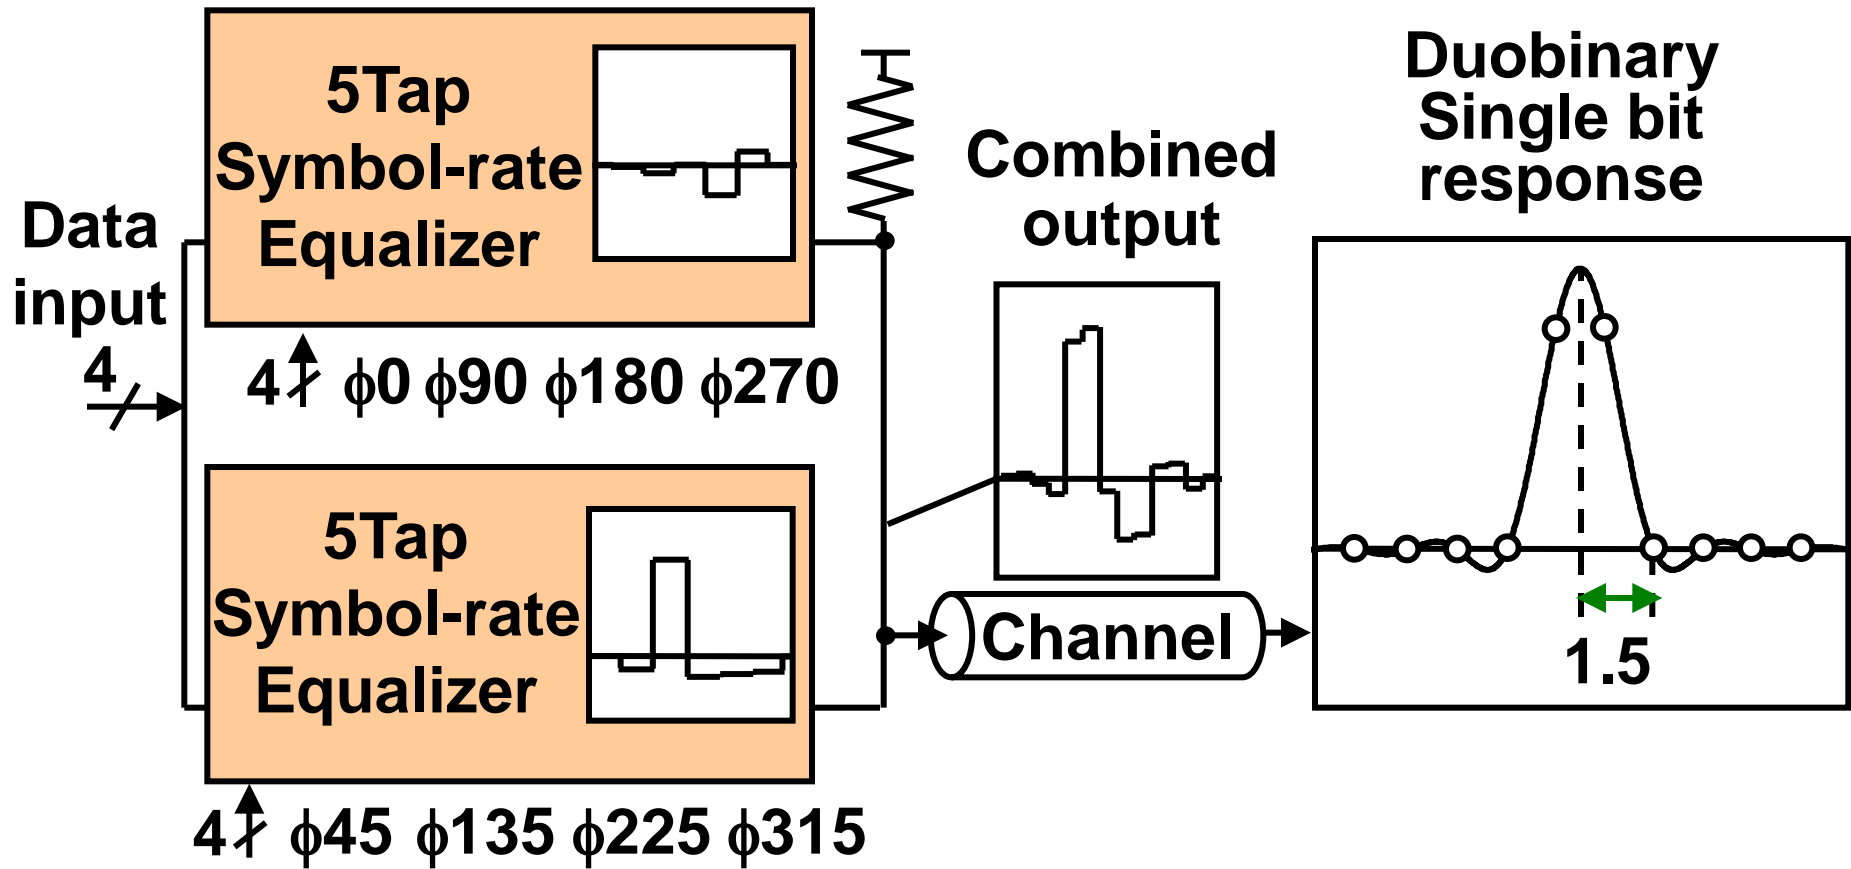 Data
input
4
5Tap
Symbol-rate
Equalizer
4 ϕ0 ϕ90 ϕ180 ϕ270
5Tap
Symbol-rate
Equalizer
4 ϕ45 ϕ135 ϕ225 ϕ315
Combined
output
Channel
Duobinary
Single bit
response
1.5